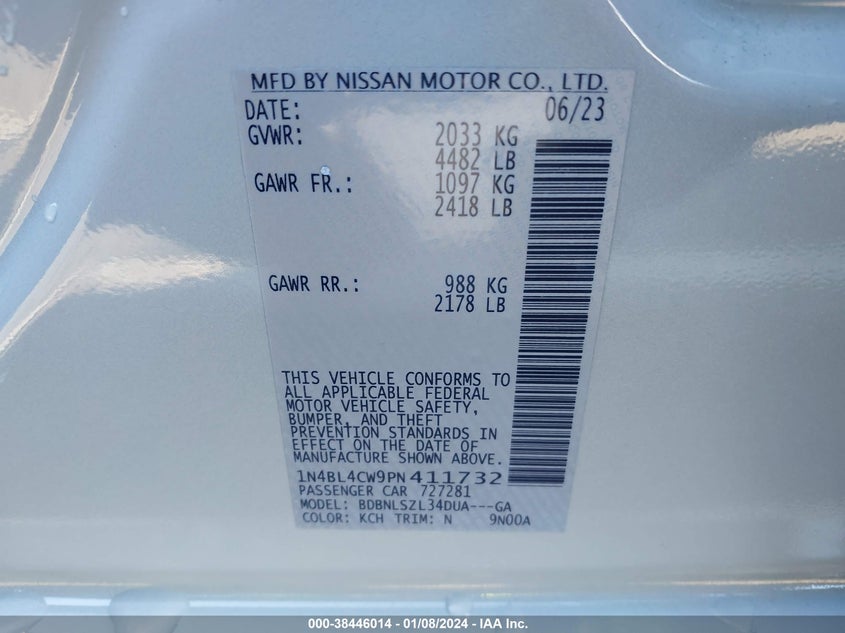 MFD BY NISSAN MOTOR CO., LTD.
DATE: 06/23
GVWR: 2033 KG
4482 LB
GAWR FR.: 1097 KG
2418 LB
GAWR RR.: 988 KG
2178 LB
THIS VEHICLE CONFORMS TO
ALL APPLICABLE FEDERAL
MOTOR VEHICLE SAFETY,
BUMPER, AND THEFT
PREVENTION STANDARDS IN
EFFECT ON THE DATE OF
MANUFACTURE SHOWN ABOVE.
1N4BL4CW9PN411732
PASSENGER CAR 727281
MODEL: BDBNLSZL34DUA---GA
COLOR: KCH TRIM: N 9N00A
000-38446014 - 01/08/2024 - IAA Inc.